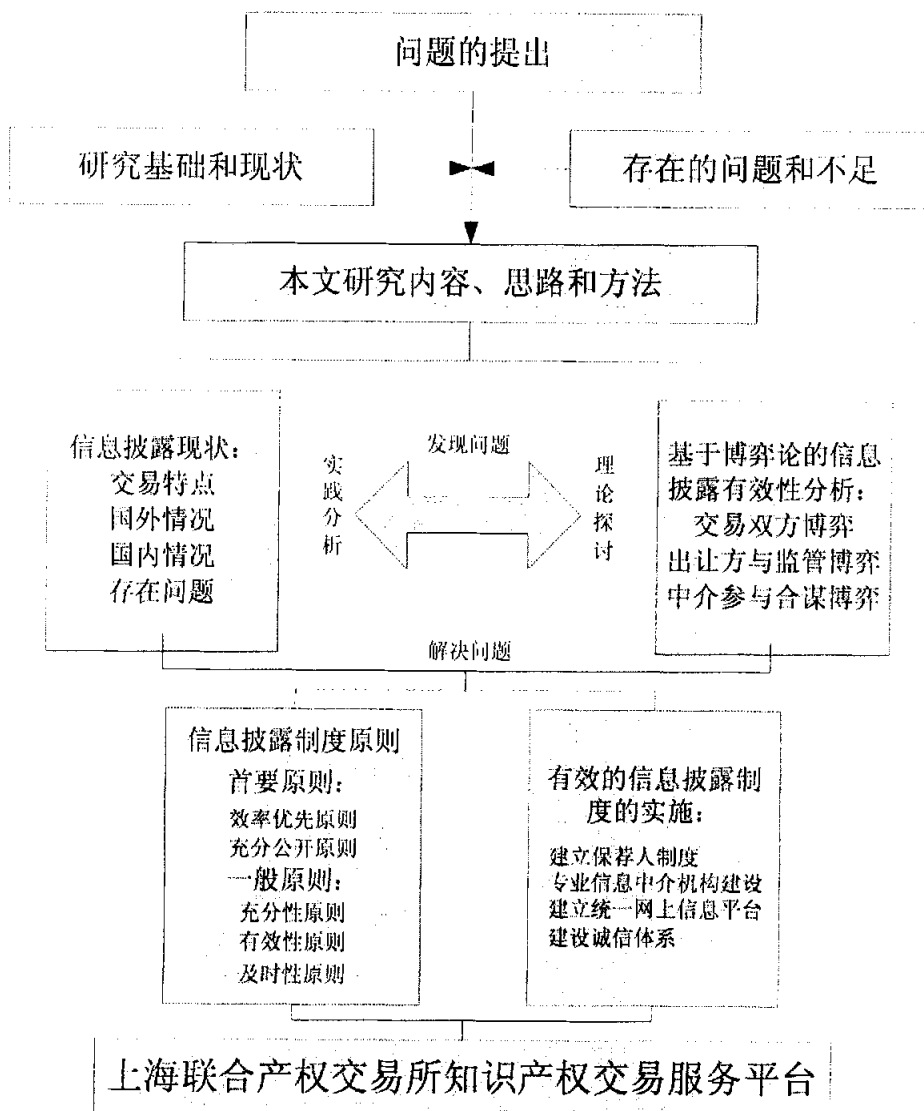 问题的提出
研究基础和现状
存在的问题和不足
本文研究内容、思路和方法
信息披露现状：
交易特点
国外情况
国内情况
存在问题
实践分析
发现问题
理论探讨
基于博弈论的信息
披露有效性分析：
交易双方博弈
出让方与监管博弈
中介参与合谋博弈
解决问题
信息披露制度原则
首要原则：
效率优先原则
充分公开原则
一般原则：
充分性原则
有效性原则
及时性原则
有效的信息披露制
度的实施：
建立保荐人制度
专业信息中介机构建设
建立统一网上信息平台
建设诚信体系
上海联合产权交易所知识产权交易服务平台